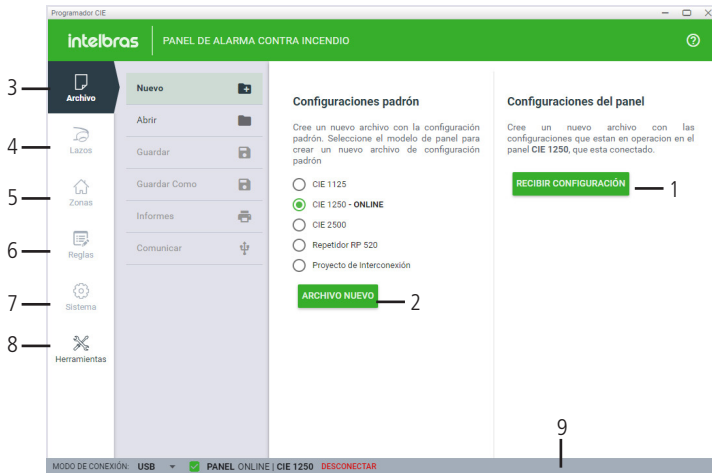 Programador CIE
intelbras
PANEL DE ALARMA CONTRA INCENDIO
3
Archivo
4
Lazos
5
Zonas
6
Reglas
7
Sistema
8
Herramientas
Nuevo
Abrir
Guardar
Guardar Como
Informes
Comunicar
Configuraciones padrón
Cree un nuevo archivo con la configuración
padrón. Seleccione el modelo de panel para
crear un nuevo archivo de configuración
padrón
CIE 1125
CIE 1250 - ONLINE
CIE 2500
Repetidor RP 520
Proyecto de Interconexión
ARCHIVO NUEVO
2
Configuraciones del panel
Cree un nuevo archivo con las
configuraciones que estan en operacion en el
panel CIE 1250, que esta conectado.
RECIBIR CONFIGURACIÓN
1
9
MODO DE CONEXIÓN: USB PANEL ONLINE | CIE 1250 DESCONECTAR